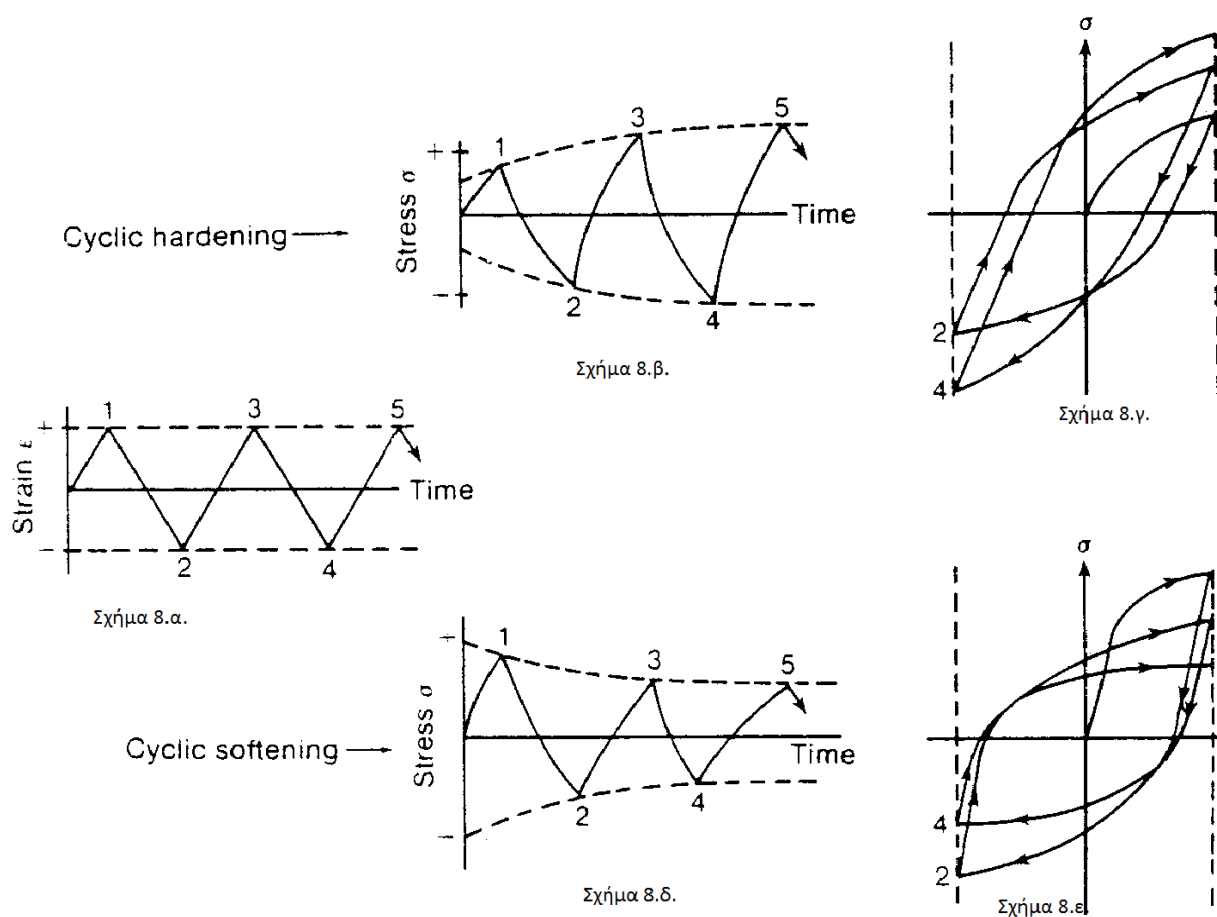 Cyclic hardening
Stress σ
+
−
1
2
3
4
5
Time
Σχήμα 8.β.
σ
2
4
Σχήμα 8.γ.
Strain ε
+
−
1
2
3
4
5
Time
Σχήμα 8.α.
Cyclic softening
Stress σ
+
−
1
2
3
4
5
Time
Σχήμα 8.δ.
σ
4
2
Σχήμα 8.ε.